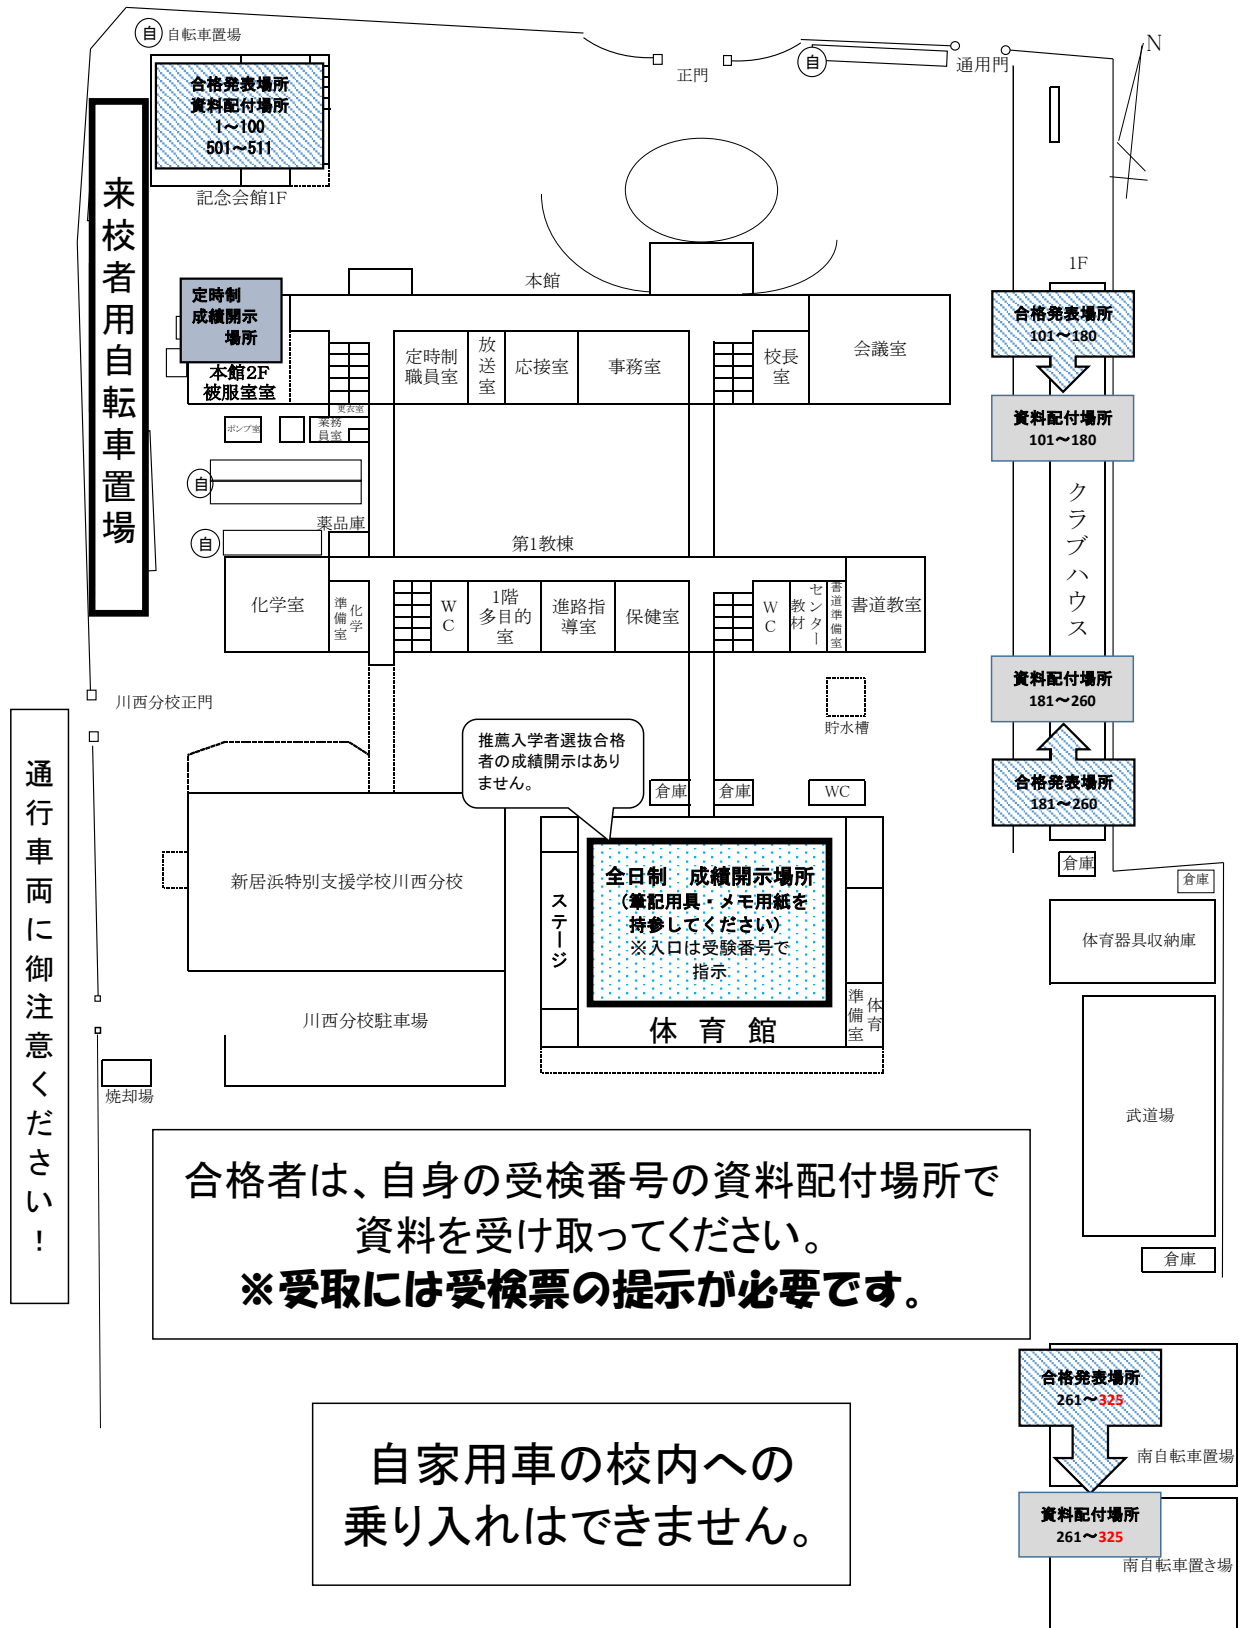 自 自転車置場
正門
自
通用門
N
合格発表場所
資料配付場所
1～100
501～511
記念会館1F
来校者用自転車置場
本館
1F
定時制
成績開示
場所
本館2F
被服室室
定時制
職員室
放送室
応接室
事務室
校長室
会議室
合格発表場所
101～180
資料配付場所
101～180
更衣室
ポンプ室
業務
員室
自
自
薬品庫
第1教棟
クラブハウス
化学室
化学
準備室
WC
1階
多目的
室
進路指
導室
保健室
WC
教材
センター
書道準備室
書道教室
資料配付場所
181～260
合格発表場所
181～260
川西分校正門
貯水槽
推薦入学者選抜合格
者の成績開示はあり
ません。
倉庫
倉庫
WC
倉庫
倉庫
通行車両に御注意ください！
新居浜特別支援学校川西分校
ステージ
全日制　成績開示場所
（筆記用具・メモ用紙を
持参してください）
※入口は受験番号で
指示
体育
準備室
体育館
体育器具収納庫
川西分校駐車場
焼却場
武道場
倉庫
合格者は、自身の受検番号の資料配付場所で
資料を受け取ってください。
※受取には受検票の提示が必要です。
合格発表場所
261～325
南自転車置場
資料配付場所
261～325
南自転車置き場
自家用車の校内への
乗り入れはできません。